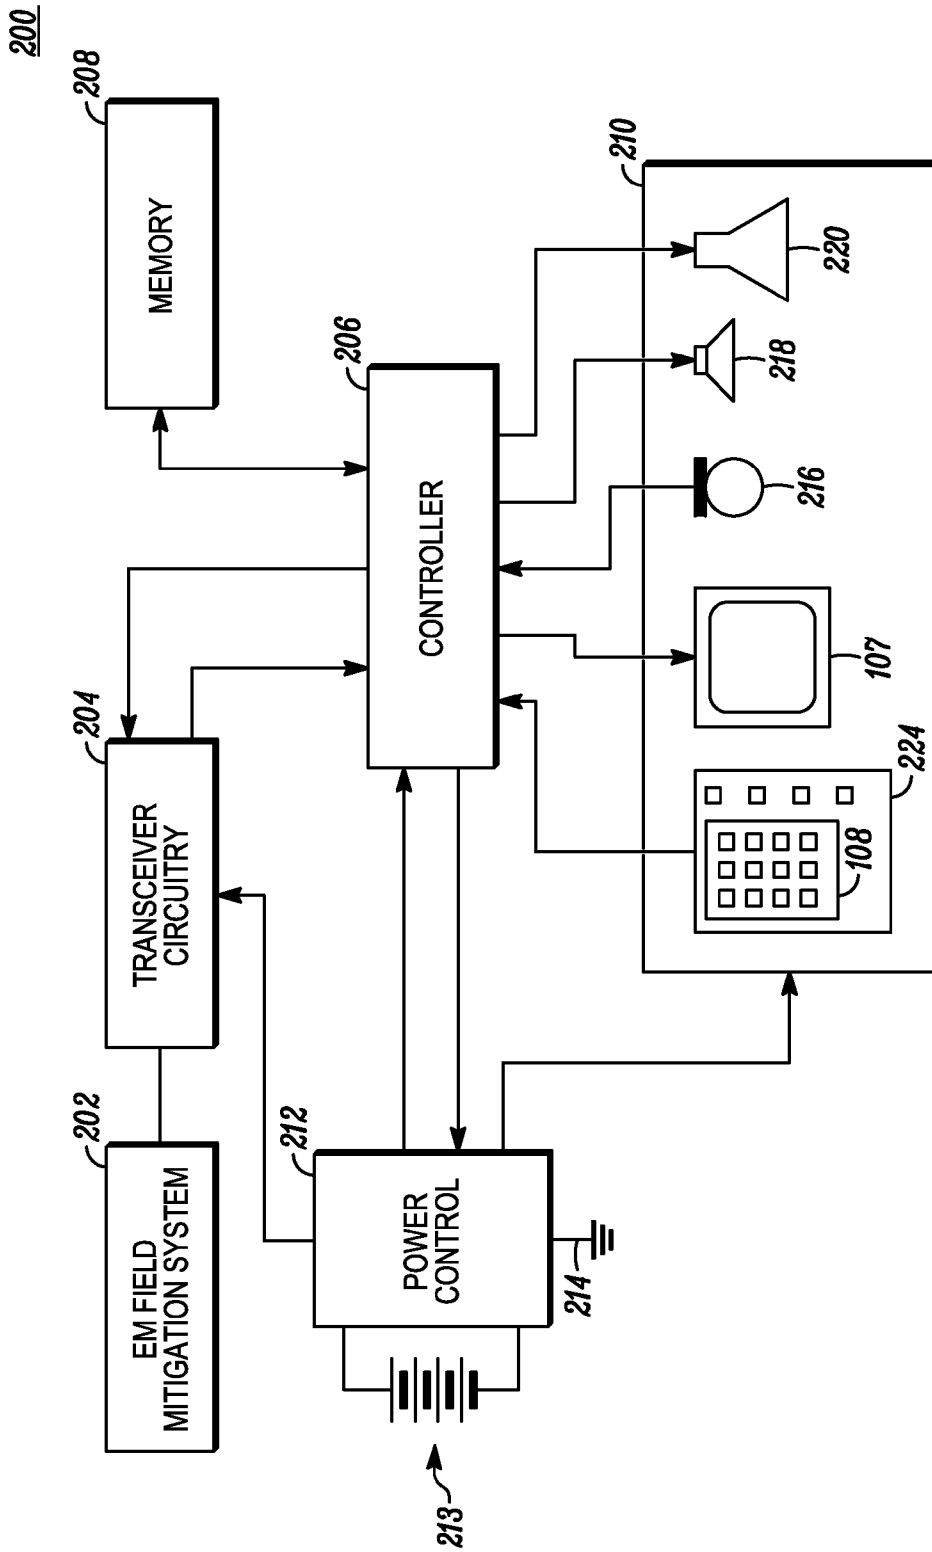 200
202
EM FIELD
MITIGATION SYSTEM
204
TRANSCEIVER
CIRCUITRY
208
MEMORY
212
POWER
CONTROL
206
CONTROLLER
213
214
210
108
224
107
216
218
220